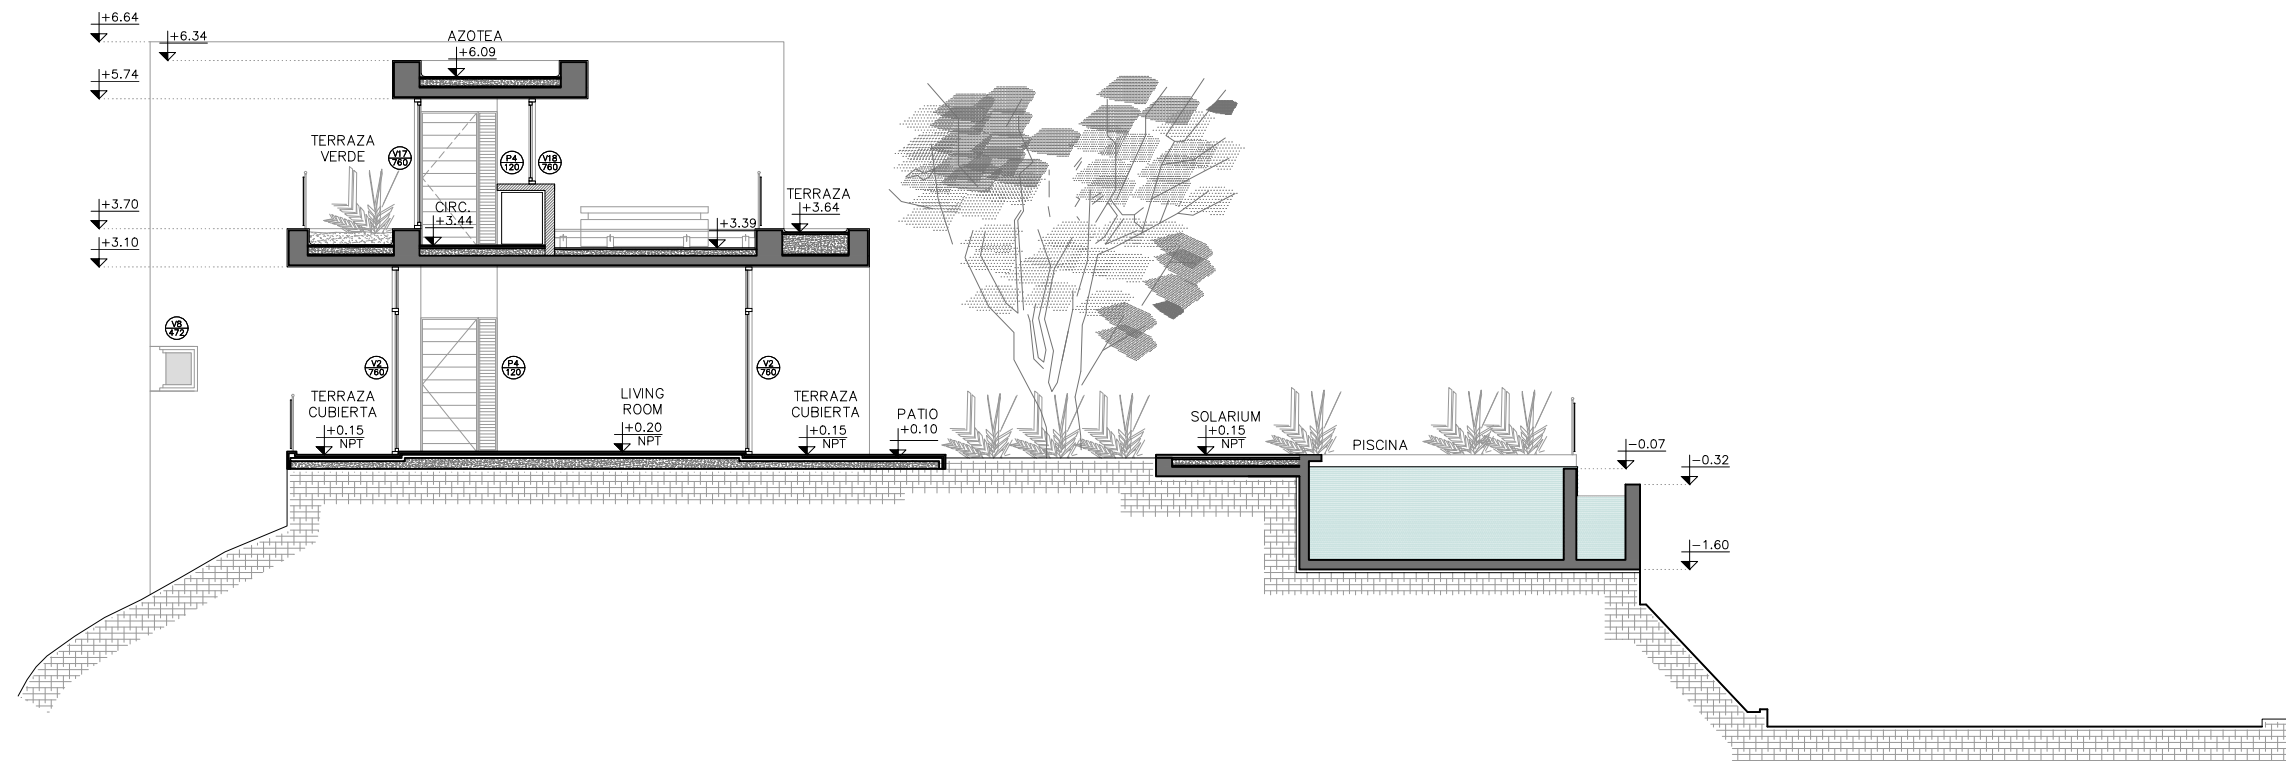 +6.64
+6.34
AZOTEA
+6.09
+5.74
TERRAZA
VERDE
V17
760
P4
120
V18
760
TERRAZA
+3.64
+3.70
CIRC.
+3.44
+3.39
+3.10
V8
472
V2
760
P4
120
V2
760
TERRAZA
CUBIERTA
+0.15
NPT
LIVING
ROOM
+0.20
NPT
TERRAZA
CUBIERTA
+0.15
NPT
PATIO
+0.10
SOLARIUM
+0.15
NPT
PISCINA
-0.07
-0.32
-1.60